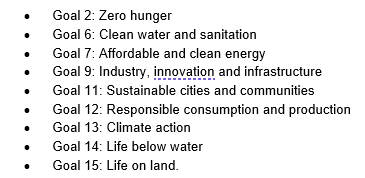 • Goal 2: Zero hunger
• Goal 6: Clean water and sanitation
• Goal 7: Affordable and clean energy
• Goal 9: Industry, innovation and infrastructure
• Goal 11: Sustainable cities and communities
• Goal 12: Responsible consumption and production
• Goal 13: Climate action
• Goal 14: Life below water
• Goal 15: Life on land.